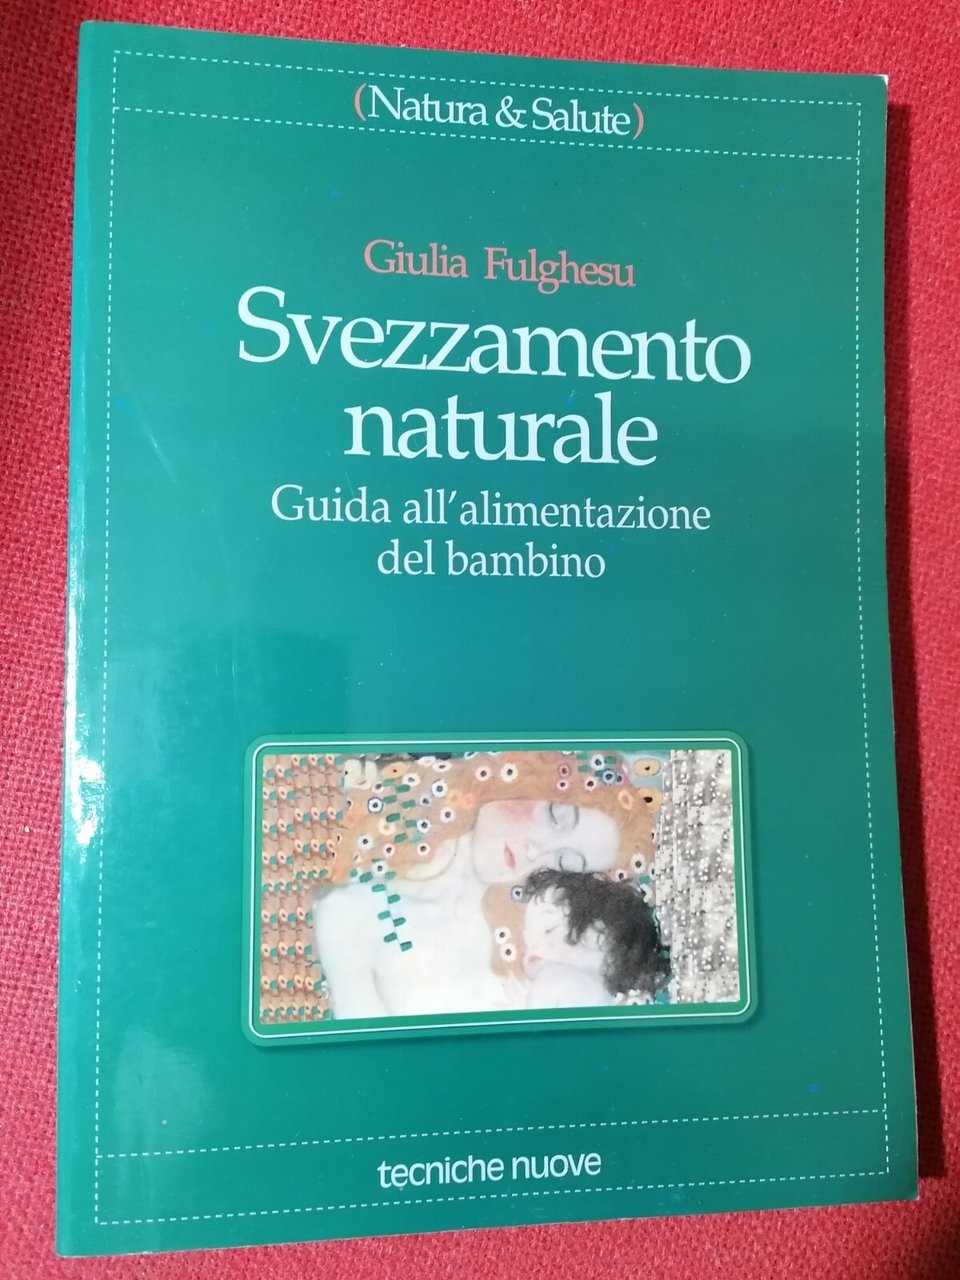 (Natura & Salute)
Giulia Fulghesu
Svezzamento
naturale
Guida all'alimentazione
del bambino
tecniche nuove